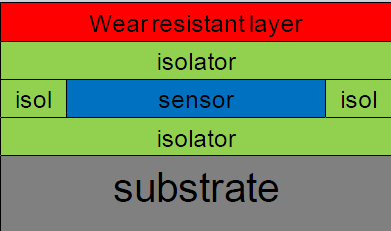 Wear resistant layer
isolator
isol sensor isol
isolator
substrate